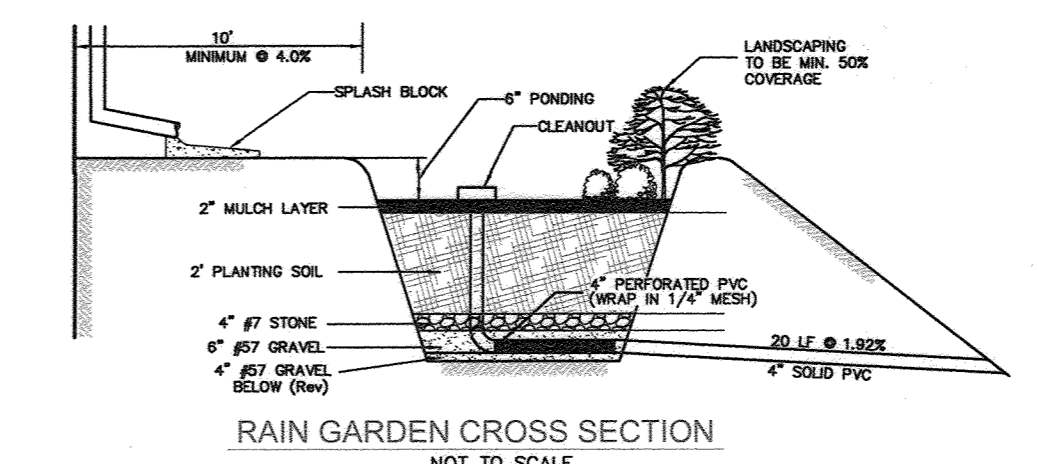 10'
MINIMUM @ 4.0%
LANDSCAPING
TO BE MIN. 50%
COVERAGE
SPLASH BLOCK
6" PONDING
CLEANOUT
2" MULCH LAYER
2' PLANTING SOIL
4" PERFORATED PVC
(WRAP IN 1/4" MESH)
4" #7 STONE
6" #57 GRAVEL
20 LF @ 1.92%
4" SOLID PVC
4" #57 GRAVEL
BELOW (Rev)
RAIN GARDEN CROSS SECTION
NOT TO SCALE